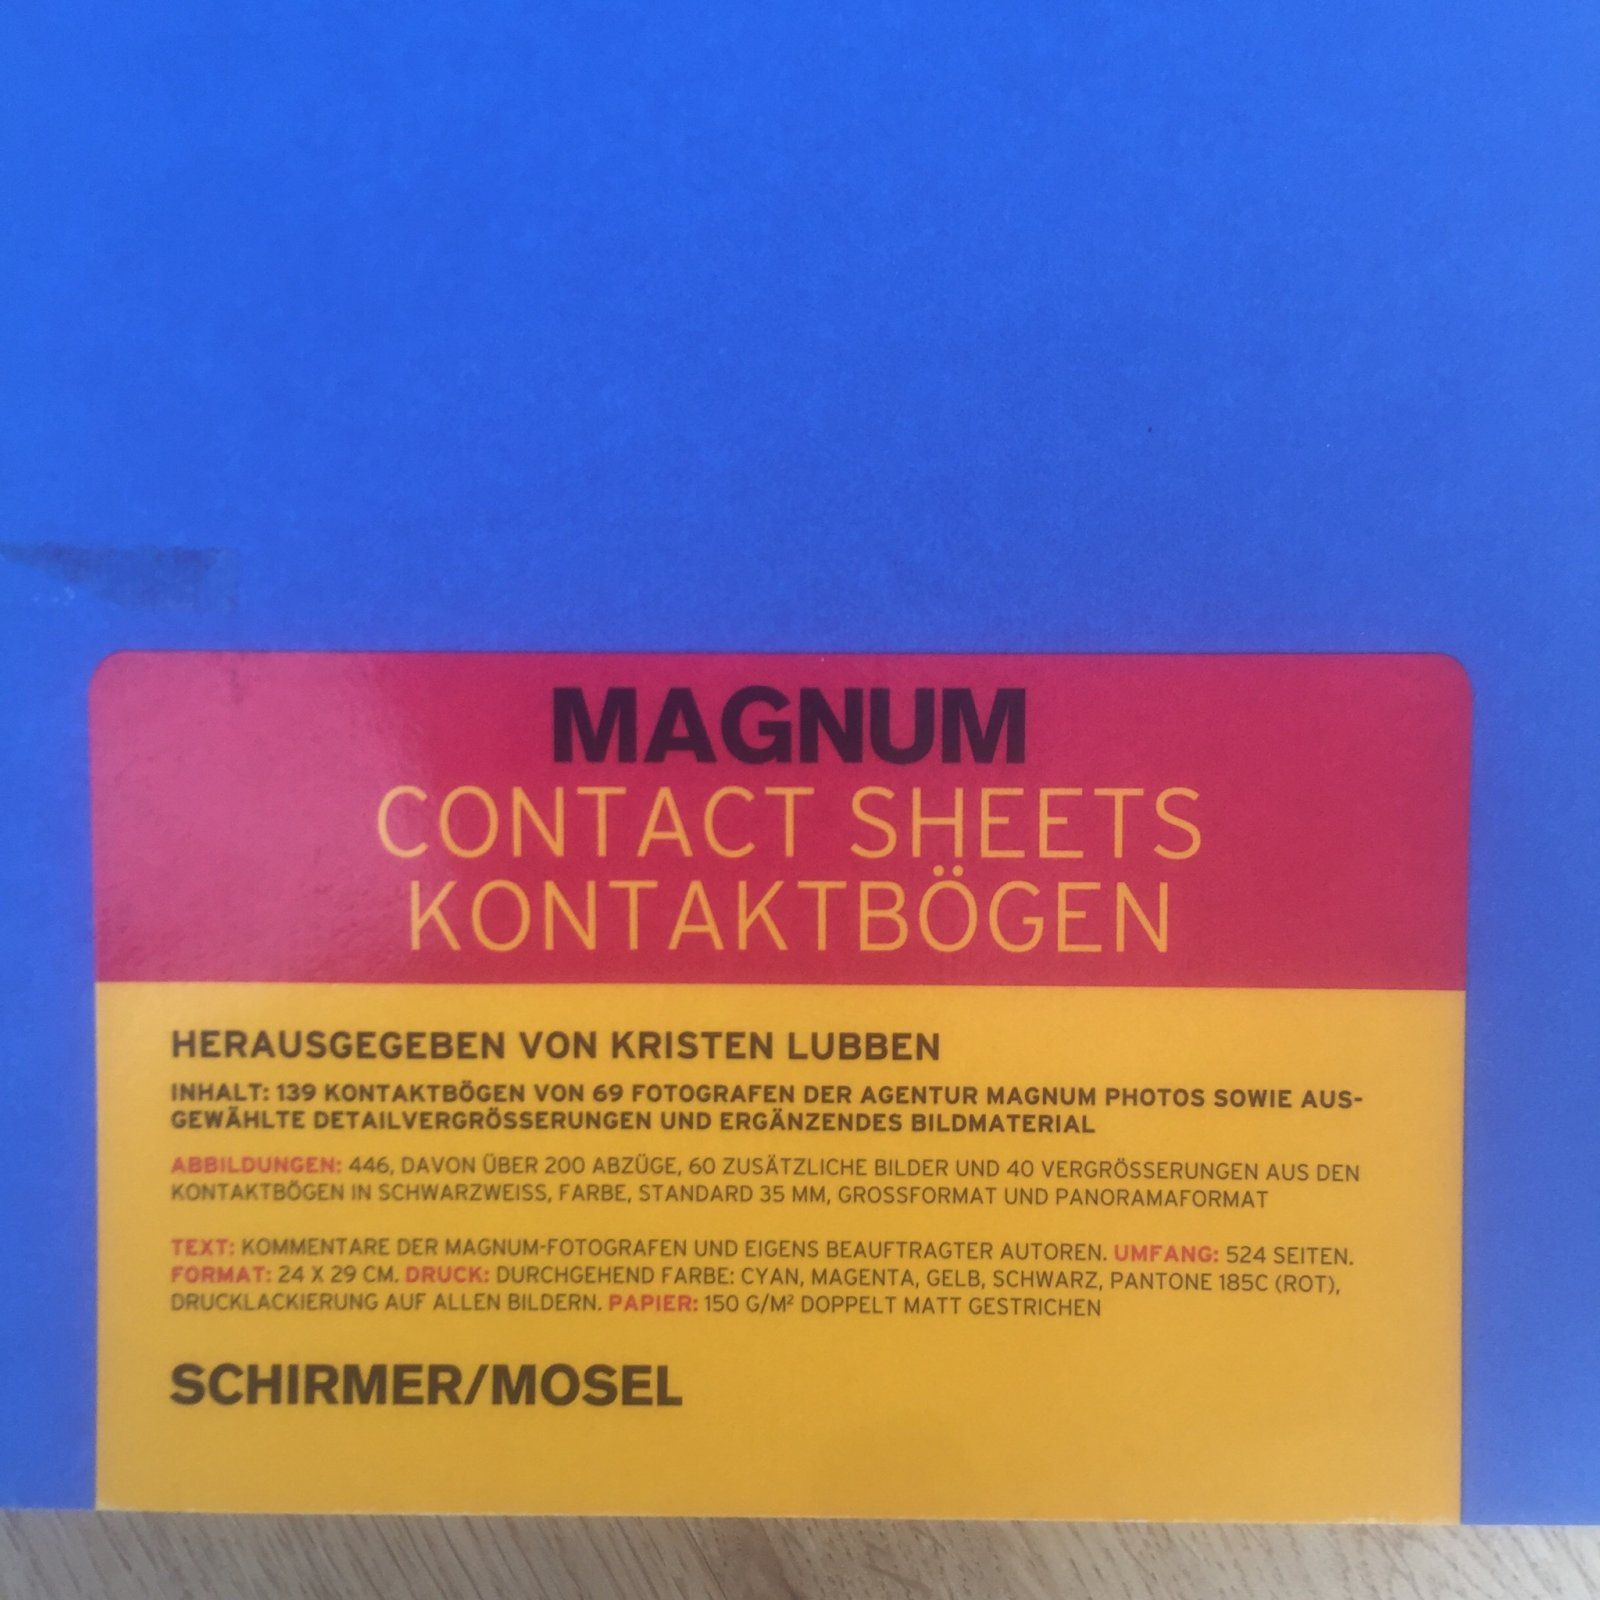 MAGNUM
CONTACT SHEETS
KONTAKTBÖGEN
HERAUSGEGEBEN VON KRISTEN LUBBEN
INHALT: 139 KONTAKTBÖGEN VON 69 FOTOGRAFEN DER AGENTUR MAGNUM PHOTOS SOWIE AUS-
GEWÄHLTE DETAILVERGRÖSSERUNGEN UND ERGÄNZENDES BILDMATERIAL
ABBILDUNGEN: 446, DAVON ÜBER 200 ABZÜGE, 60 ZUSÄTZLICHE BILDER UND 40 VERGRÖSSERUNGEN AUS DEN
KONTAKTBÖGEN IN SCHWARZWEISS, FARBE, STANDARD 35 MM, GROSSFORMAT UND PANORAMAFORMAT
TEXT: KOMMENTARE DER MAGNUM-FOTOGRAFEN UND EIGENS BEAUFTRAGTER AUTOREN. UMFANG: 524 SEITEN.
FORMAT: 24 X 29 CM. DRUCK: DURCHGEHEND FARBE: CYAN, MAGENTA, GELB, SCHWARZ, PANTONE 185C (ROT),
DRUCKLACKIERUNG AUF ALLEN BILDERN. PAPIER: 150 G/M² DOPPELT MATT GESTRICHEN
SCHIRMER/MOSEL